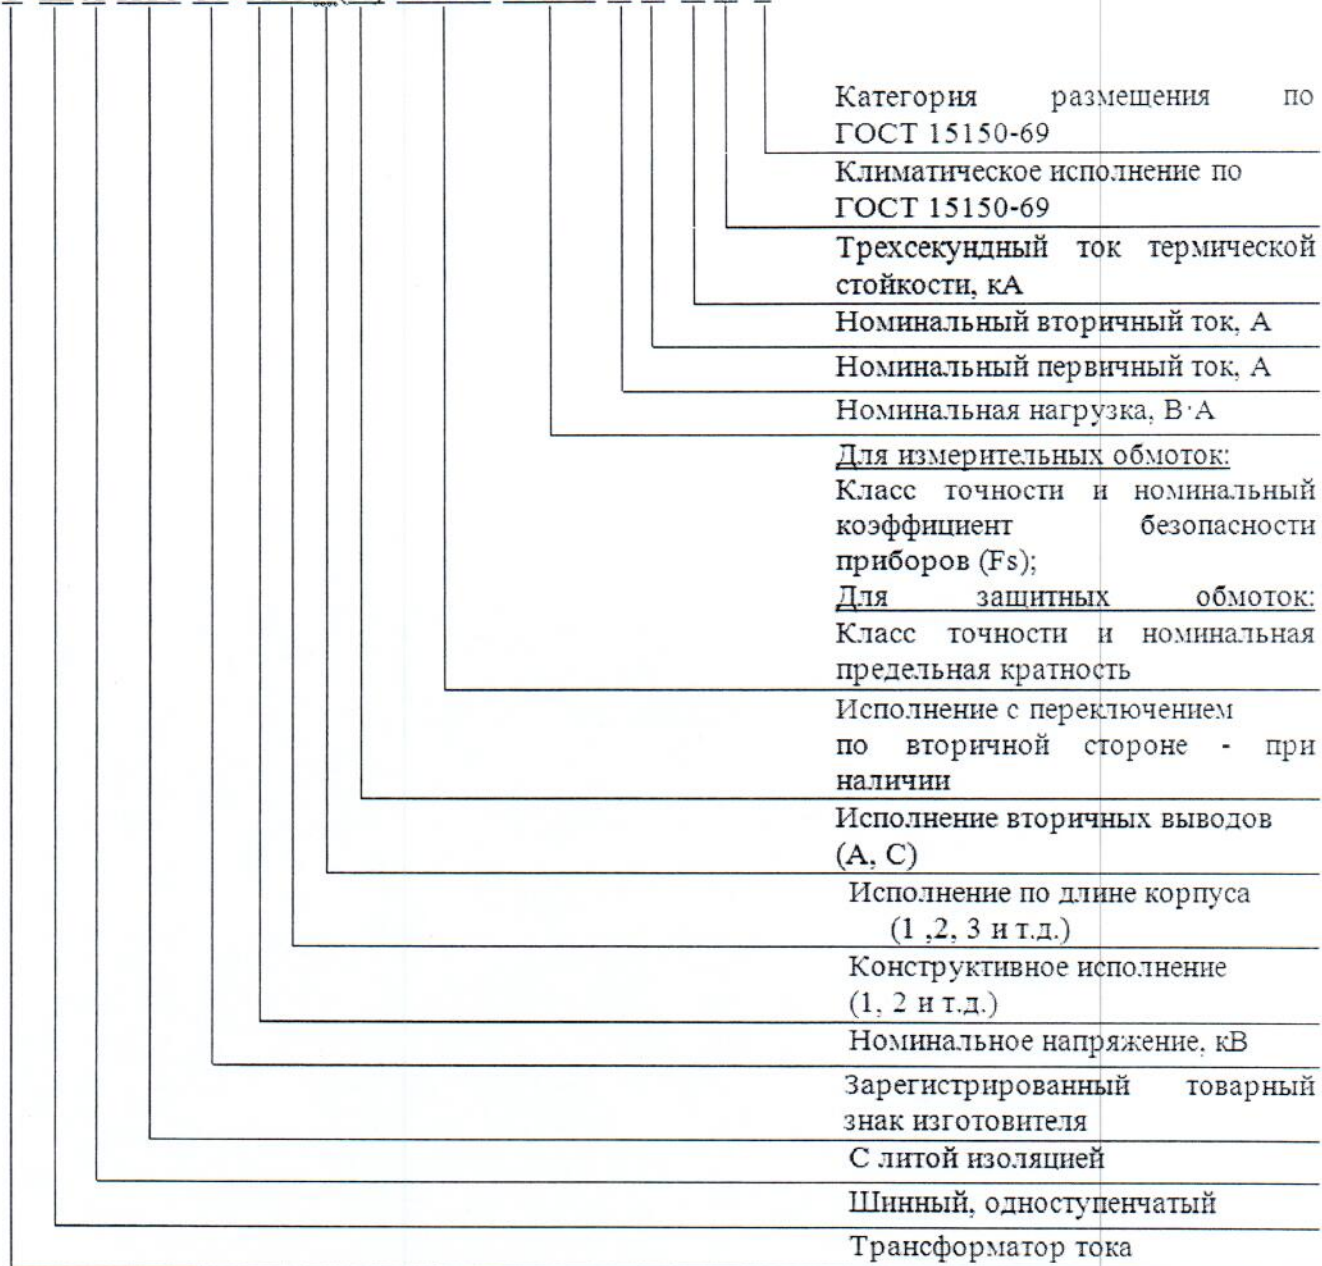 Категория размещения по
ГОСТ 15150-69
Климатическое исполнение по
ГОСТ 15150-69
Трехсекундный ток термической
стойкости, кА
Номинальный вторичный ток, А
Номинальный первичный ток, А
Номинальная нагрузка, В·А
Для измерительных обмоток:
Класс точности и номинальный
коэффициент безопасности
приборов (Fs);
Для защитных обмоток:
Класс точности и номинальная
предельная кратность
Исполнение с переключением
по вторичной стороне - при
наличии
Исполнение вторичных выводов
(А, С)
Исполнение по длине корпуса
(1 ,2, 3 и т.д.)
Конструктивное исполнение
(1, 2 и т.д.)
Номинальное напряжение, кВ
Зарегистрированный товарный
знак изготовителя
С литой изоляцией
Шинный, одноступенчатый
Трансформатор тока